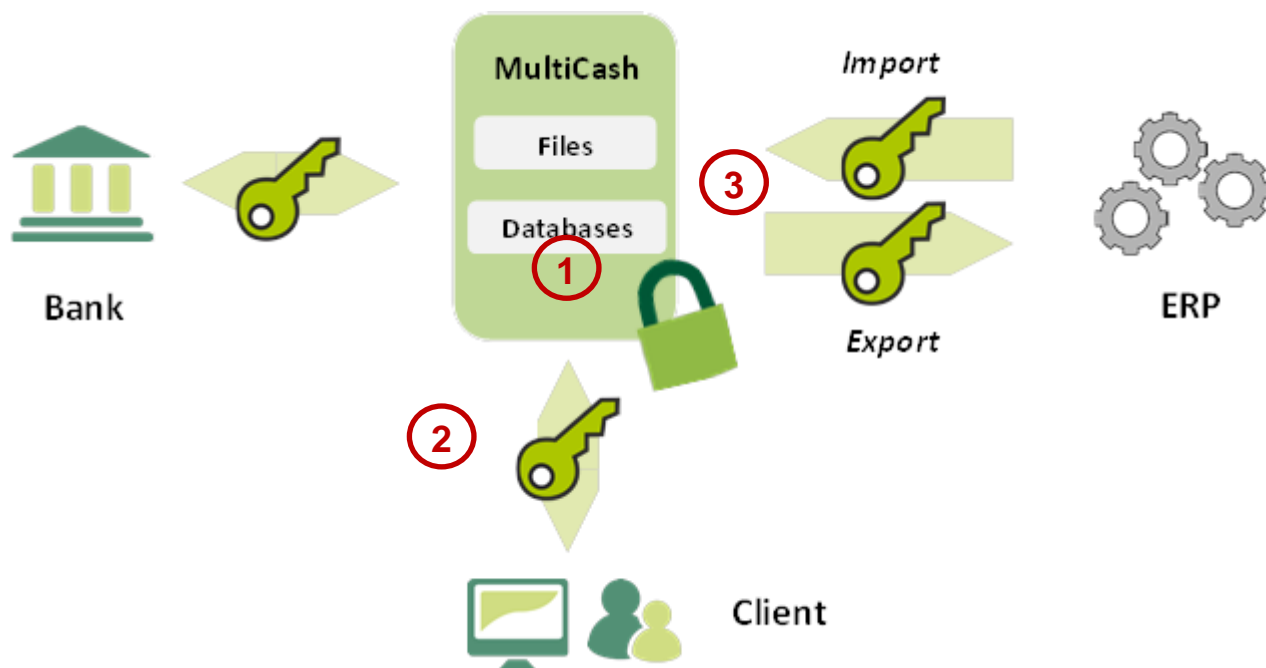 MultiCash
Files
Databases
1
Import
3
Export
Bank
ERP
2
Client